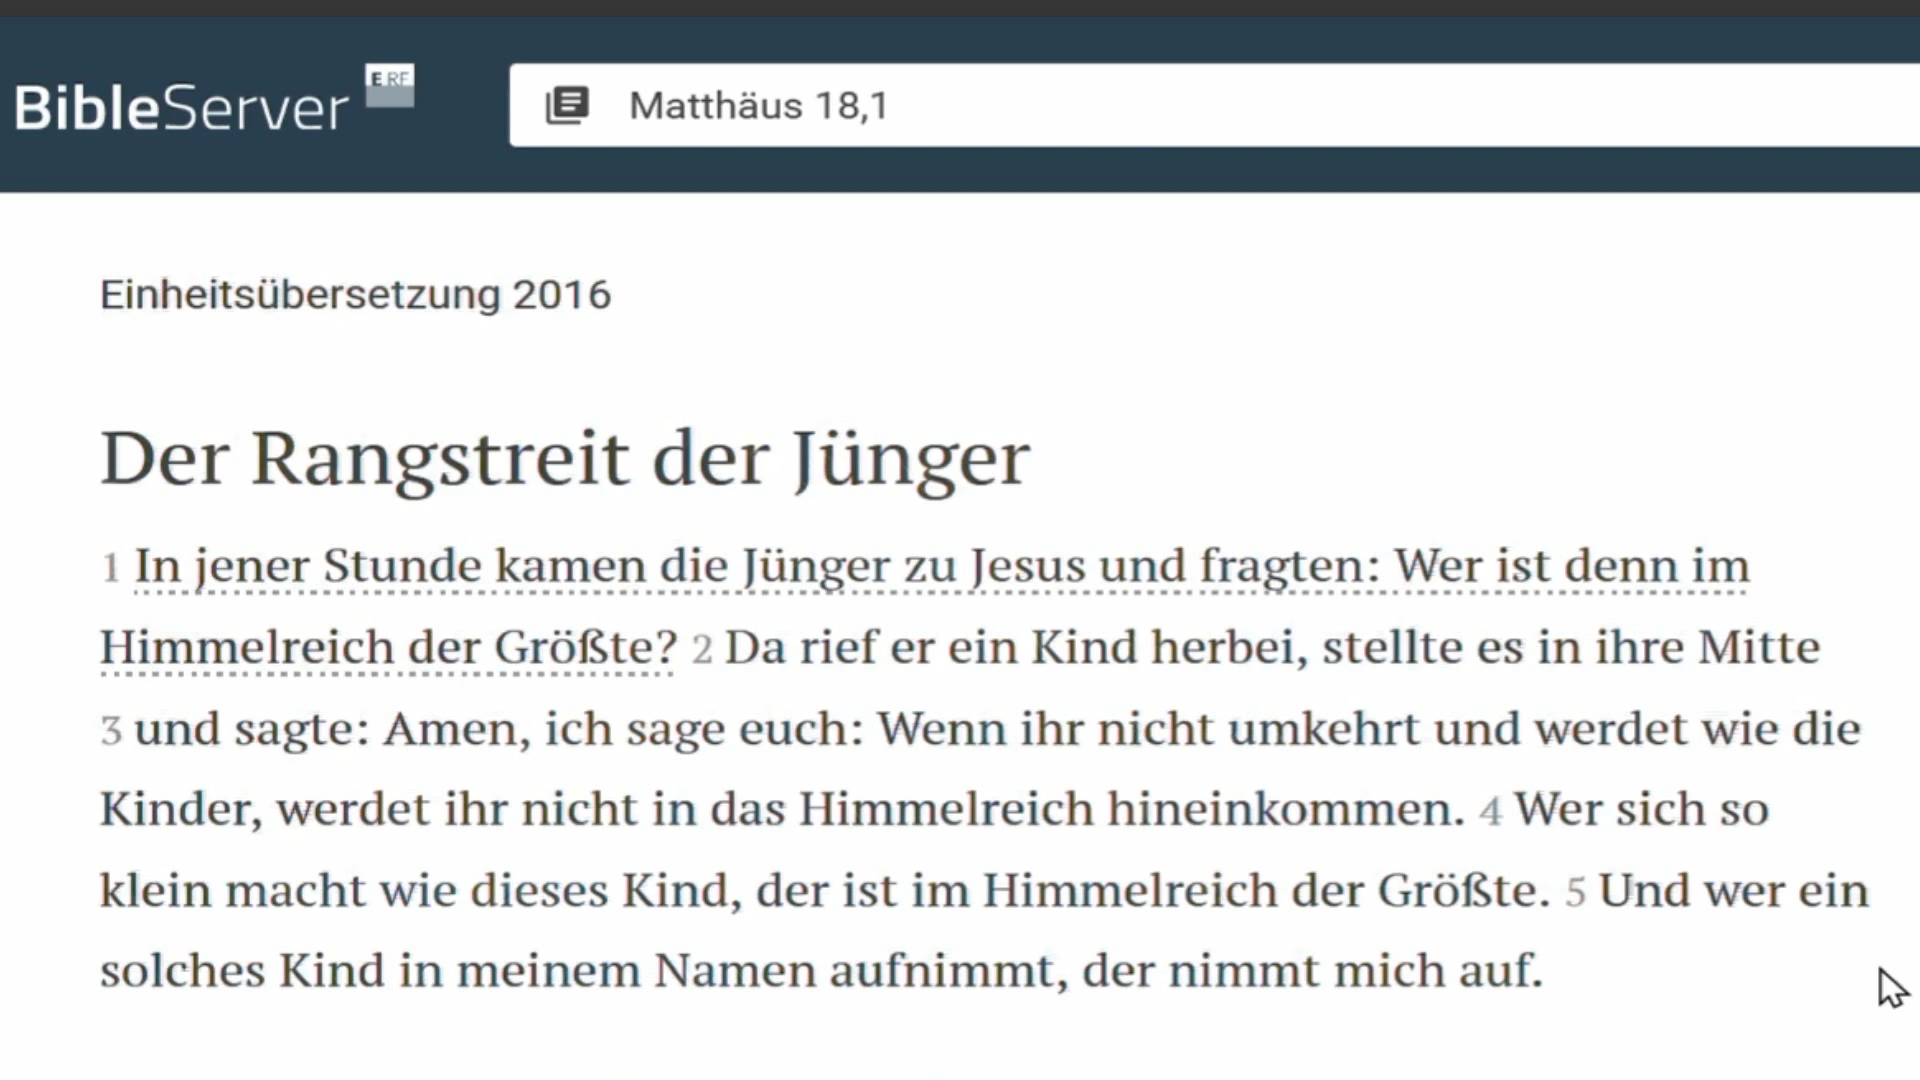 BibleServer ERF
Matthäus 18,1
Einheitsübersetzung 2016
Der Rangstreit der Jünger
1 In jener Stunde kamen die Jünger zu Jesus und fragten: Wer ist denn im
Himmelreich der Größte? 2 Da rief er ein Kind herbei, stellte es in ihre Mitte
3 und sagte: Amen, ich sage euch: Wenn ihr nicht umkehrt und werdet wie die
Kinder, werdet ihr nicht in das Himmelreich hineinkommen. 4 Wer sich so
klein macht wie dieses Kind, der ist im Himmelreich der Größte. 5 Und wer ein
solches Kind in meinem Namen aufnimmt, der nimmt mich auf.